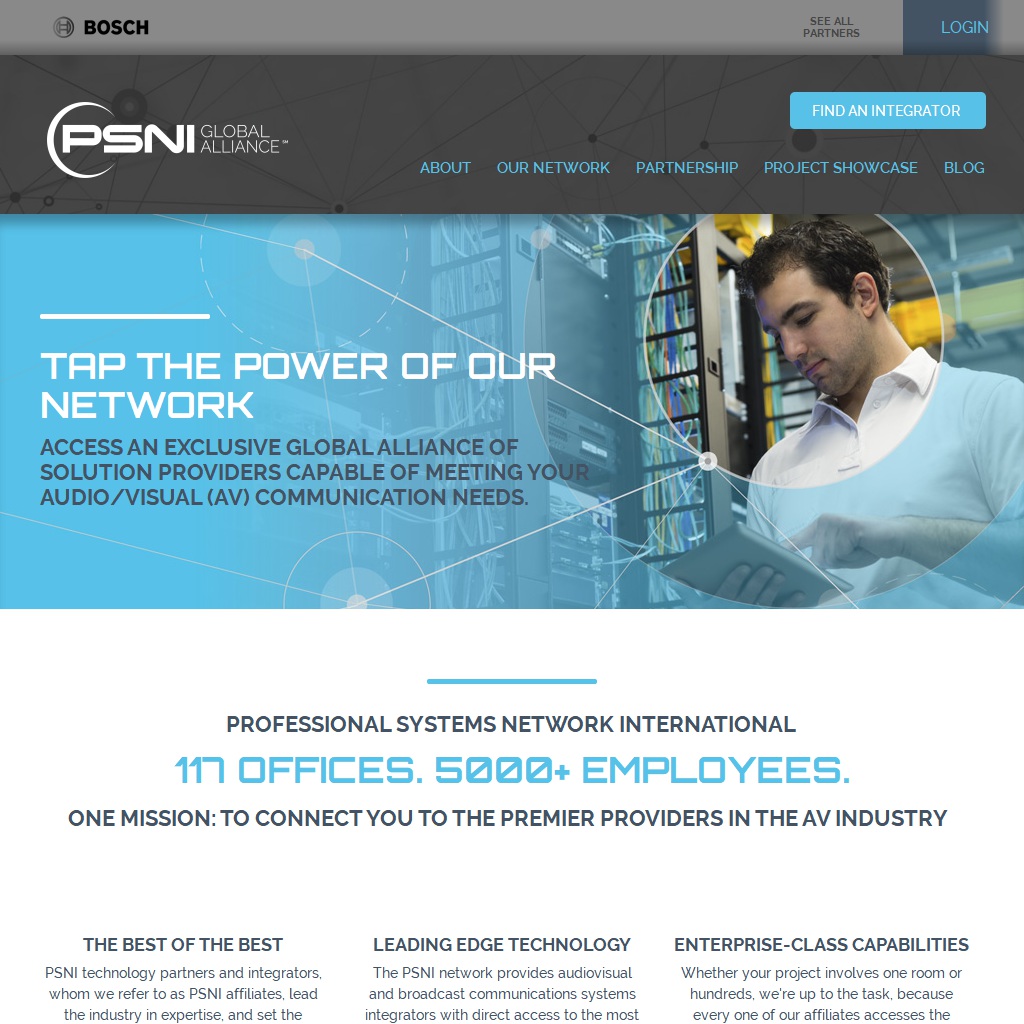 BOSCH
SEE ALL
PARTNERS
LOGIN
PSNI GLOBAL
ALLIANCE℠
FIND AN INTEGRATOR
ABOUT OUR NETWORK PARTNERSHIP PROJECT SHOWCASE BLOG
TAP THE POWER OF OUR
NETWORK
ACCESS AN EXCLUSIVE GLOBAL ALLIANCE OF
SOLUTION PROVIDERS CAPABLE OF MEETING YOUR
AUDIO/VISUAL (AV) COMMUNICATION NEEDS.
PROFESSIONAL SYSTEMS NETWORK INTERNATIONAL
117 OFFICES. 5000+ EMPLOYEES.
ONE MISSION: TO CONNECT YOU TO THE PREMIER PROVIDERS IN THE AV INDUSTRY
THE BEST OF THE BEST
PSNI technology partners and integrators,
whom we refer to as PSNI affiliates, lead
the industry in expertise, and set the
LEADING EDGE TECHNOLOGY
The PSNI network provides audiovisual
and broadcast communications systems
integrators with direct access to the most
ENTERPRISE-CLASS CAPABILITIES
Whether your project involves one room or
hundreds, we're up to the task, because
every one of our affiliates accesses the